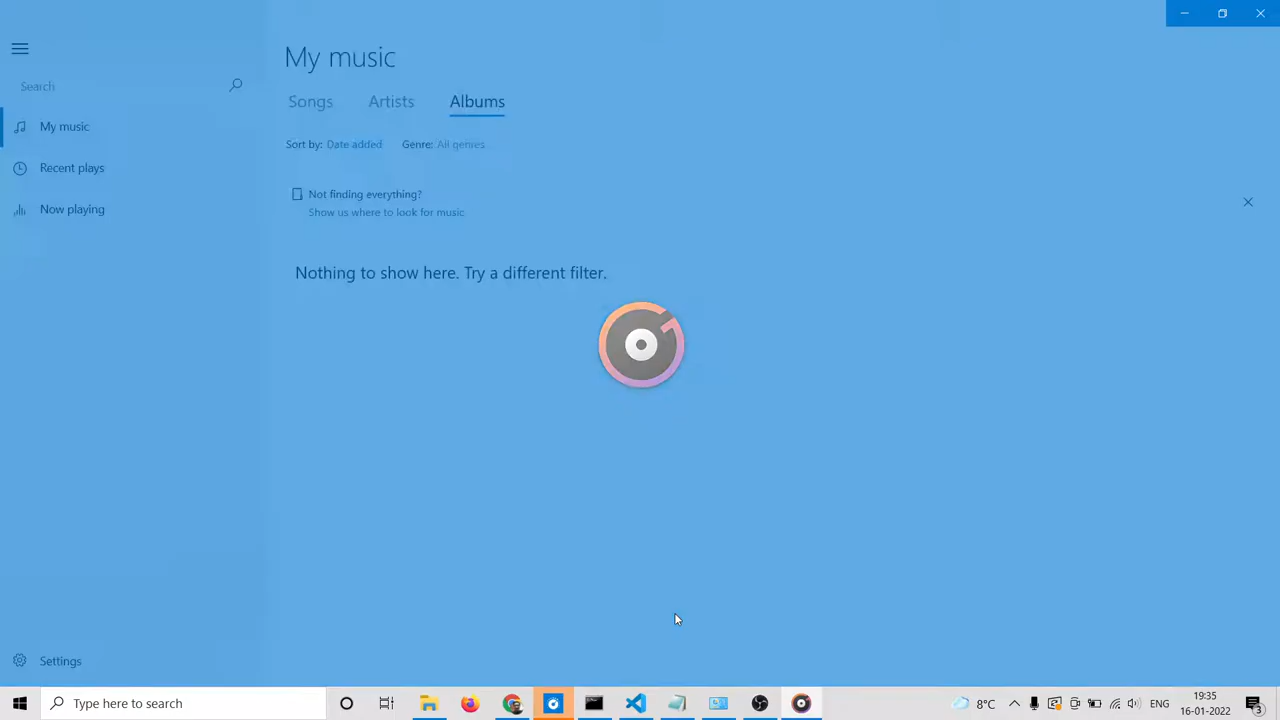 My music
Search
Songs Artists Albums
My music
Sort by: Date added Genre: All genres
Recent plays
Not finding everything?
Show us where to look for music
Now playing
Nothing to show here. Try a different filter.
Settings
Type here to search
8°C
ENG
19:35
16-01-2022
3